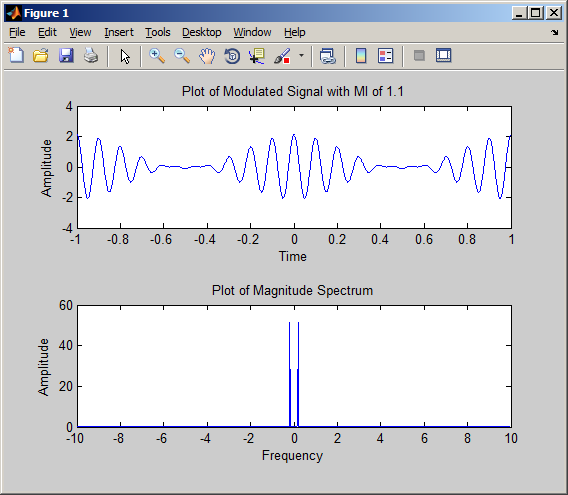 Figure 1
File Edit View Insert Tools Desktop Window Help
Plot of Modulated Signal with MI of 1.1
4
2
0
-2
-4
Amplitude
-1 -0.8 -0.6 -0.4 -0.2 0 0.2 0.4 0.6 0.8 1
Time
Plot of Magnitude Spectrum
60
40
20
0
Amplitude
-10 -8 -6 -4 -2 0 2 4 6 8 10
Frequency